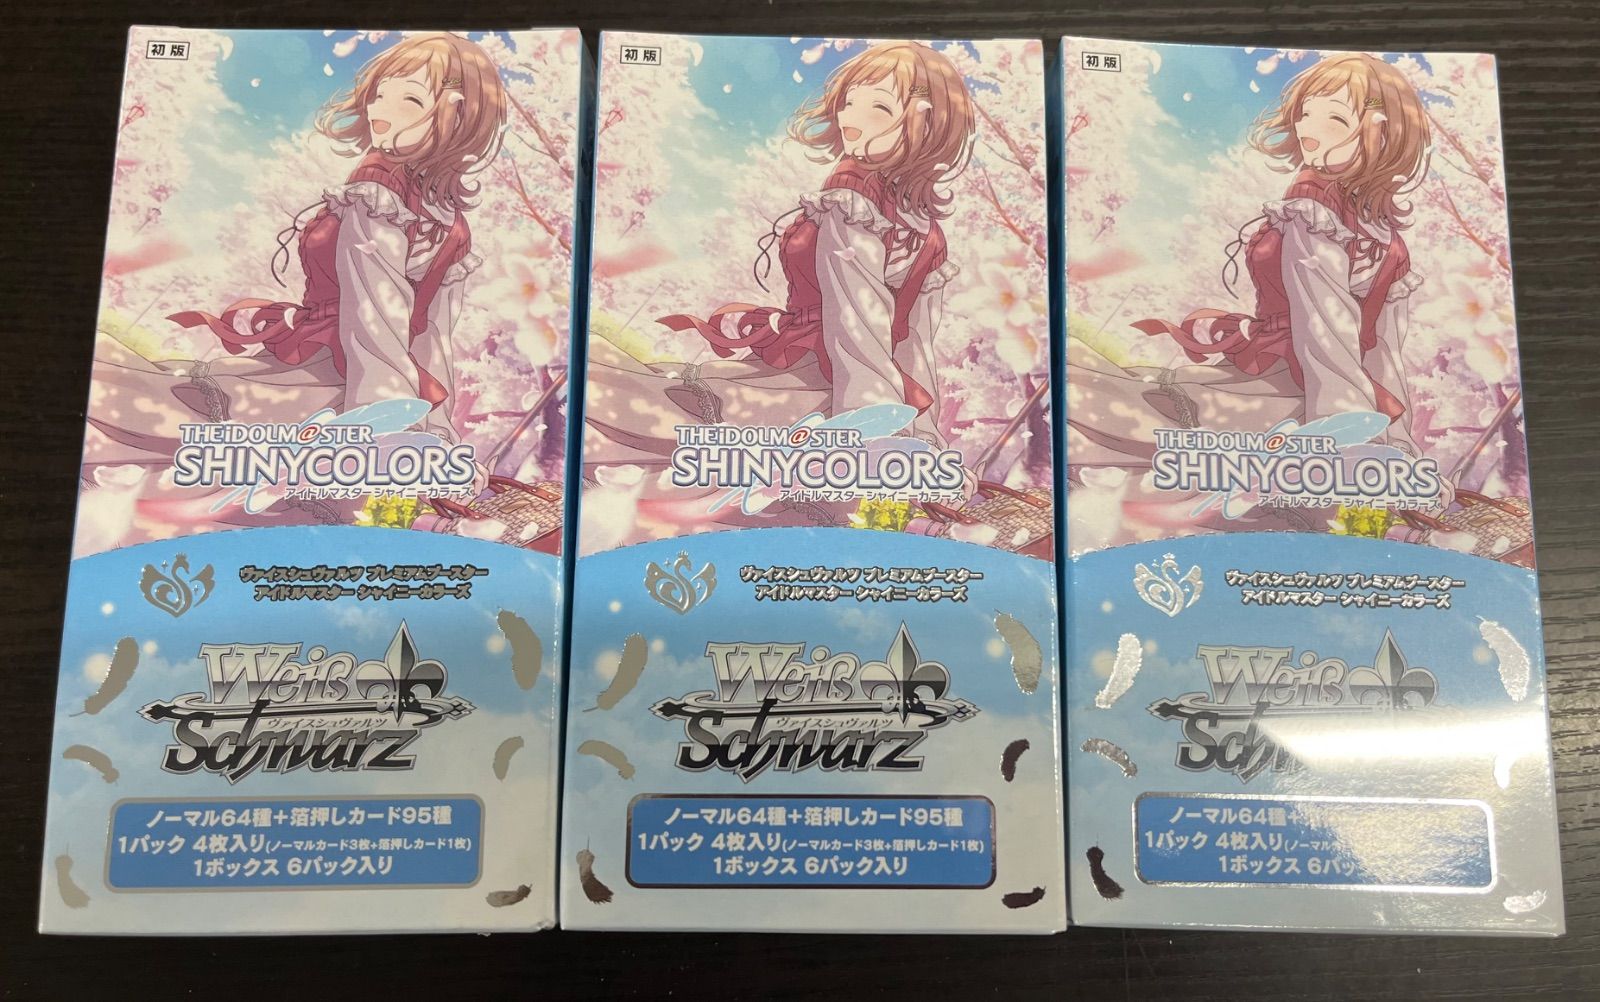 初版
THE iDOLM@STER
SHINYCOLORS
アイドルマスター シャイニーカラーズ
ヴァイスシュヴァルツ プレミアムブースター
アイドルマスター シャイニーカラーズ
Weiß
ヴァイスシュヴァルツ
Schwarz
ノーマル64種+箔押しカード95種
1パック 4枚入り(ノーマルカード3枚+箔押しカード1枚)
1ボックス 6パック入り
初版
THE iDOLM@STER
SHINYCOLORS
アイドルマスター シャイニーカラーズ
ヴァイスシュヴァルツ プレミアムブースター
アイドルマスター シャイニーカラーズ
Weiß
ヴァイスシュヴァルツ
Schwarz
ノーマル64種+箔押しカード95種
1パック 4枚入り(ノーマルカード3枚+箔押しカード1枚)
1ボックス 6パック入り
初版
THE iDOLM@STER
SHINYCOLORS
アイドルマスター シャイニーカラーズ
ヴァイスシュヴァルツ プレミアムブースター
アイドルマスター シャイニーカラーズ
Weiß
Schwarz
ノーマル64種+
1パック 4枚入り(ノーマル
1ボックス 6パッ